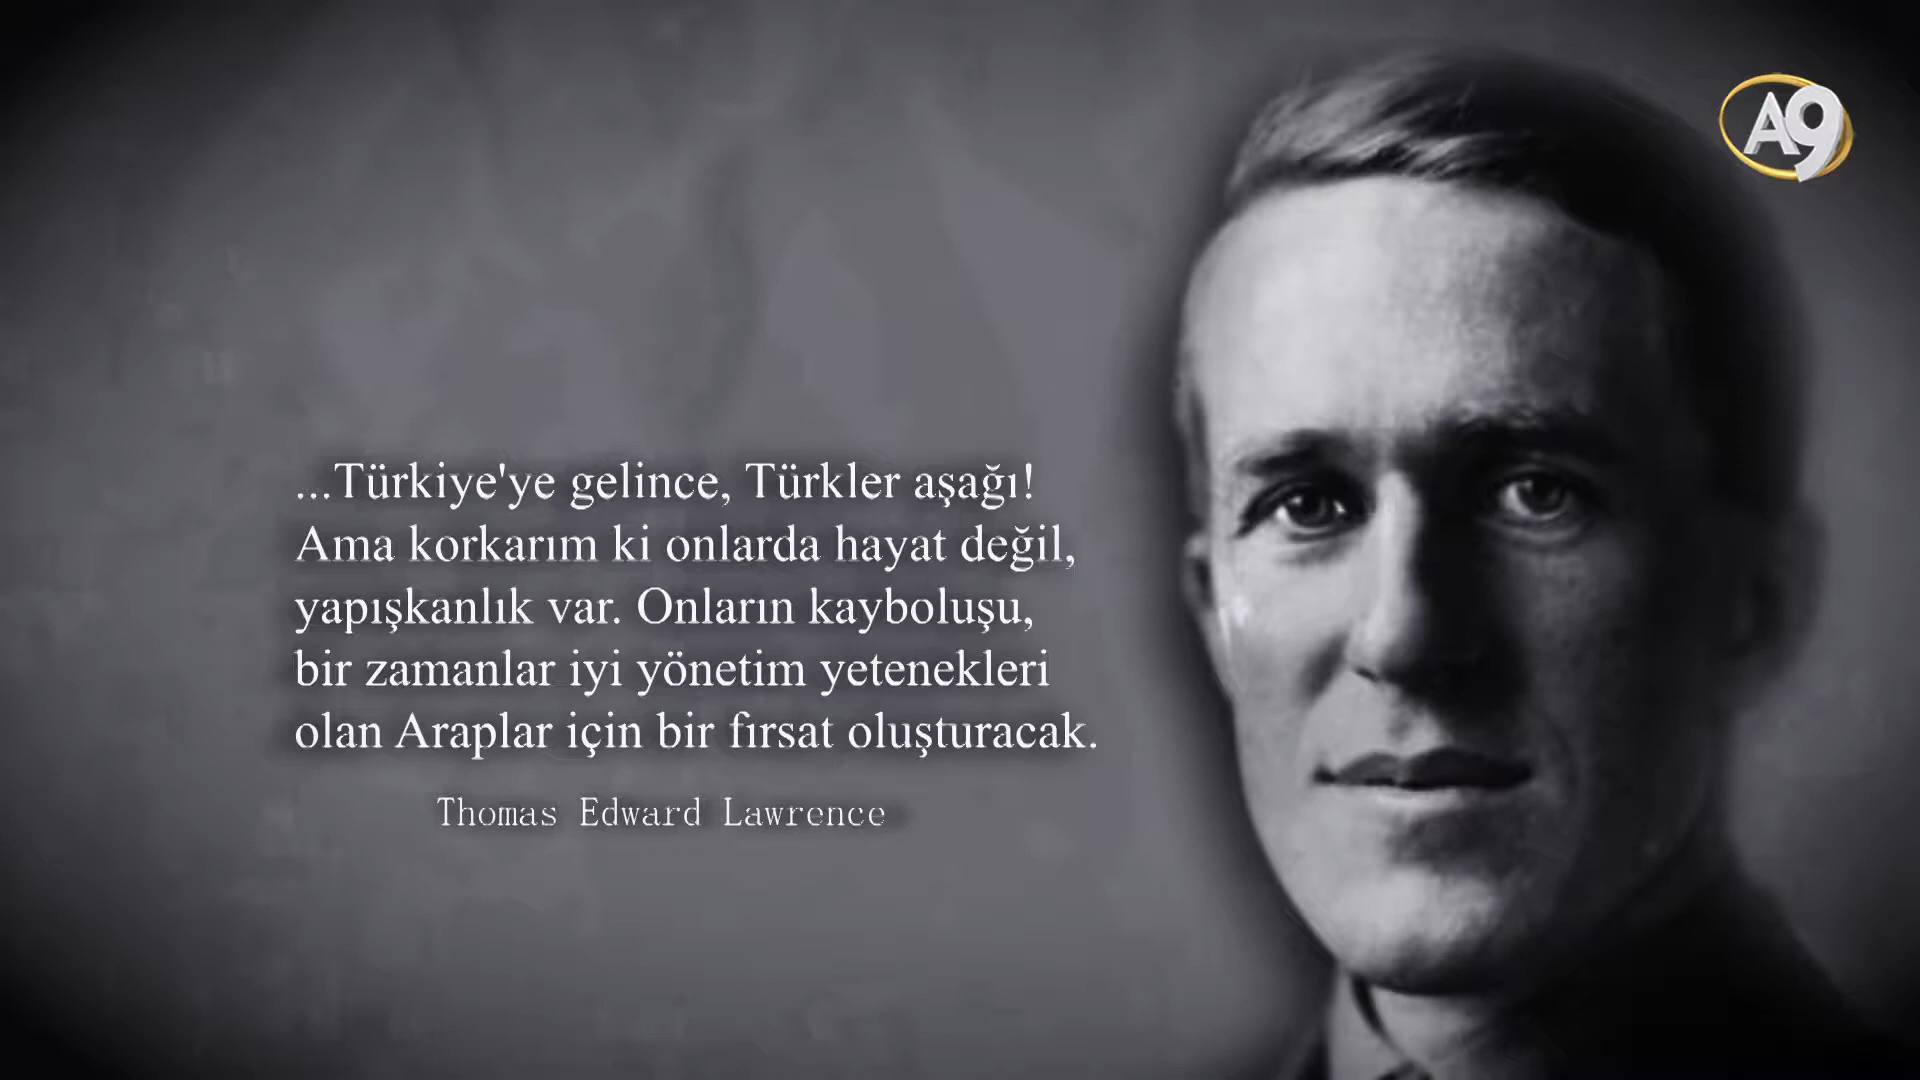 A9
...Türkiye'ye gelince, Türkler aşağı!
Ama korkarım ki onlarda hayat değil,
yapışkanlık var. Onların kayboluşu,
bir zamanlar iyi yönetim yetenekleri
olan Araplar için bir fırsat oluşturacak.
Thomas Edward Lawrence